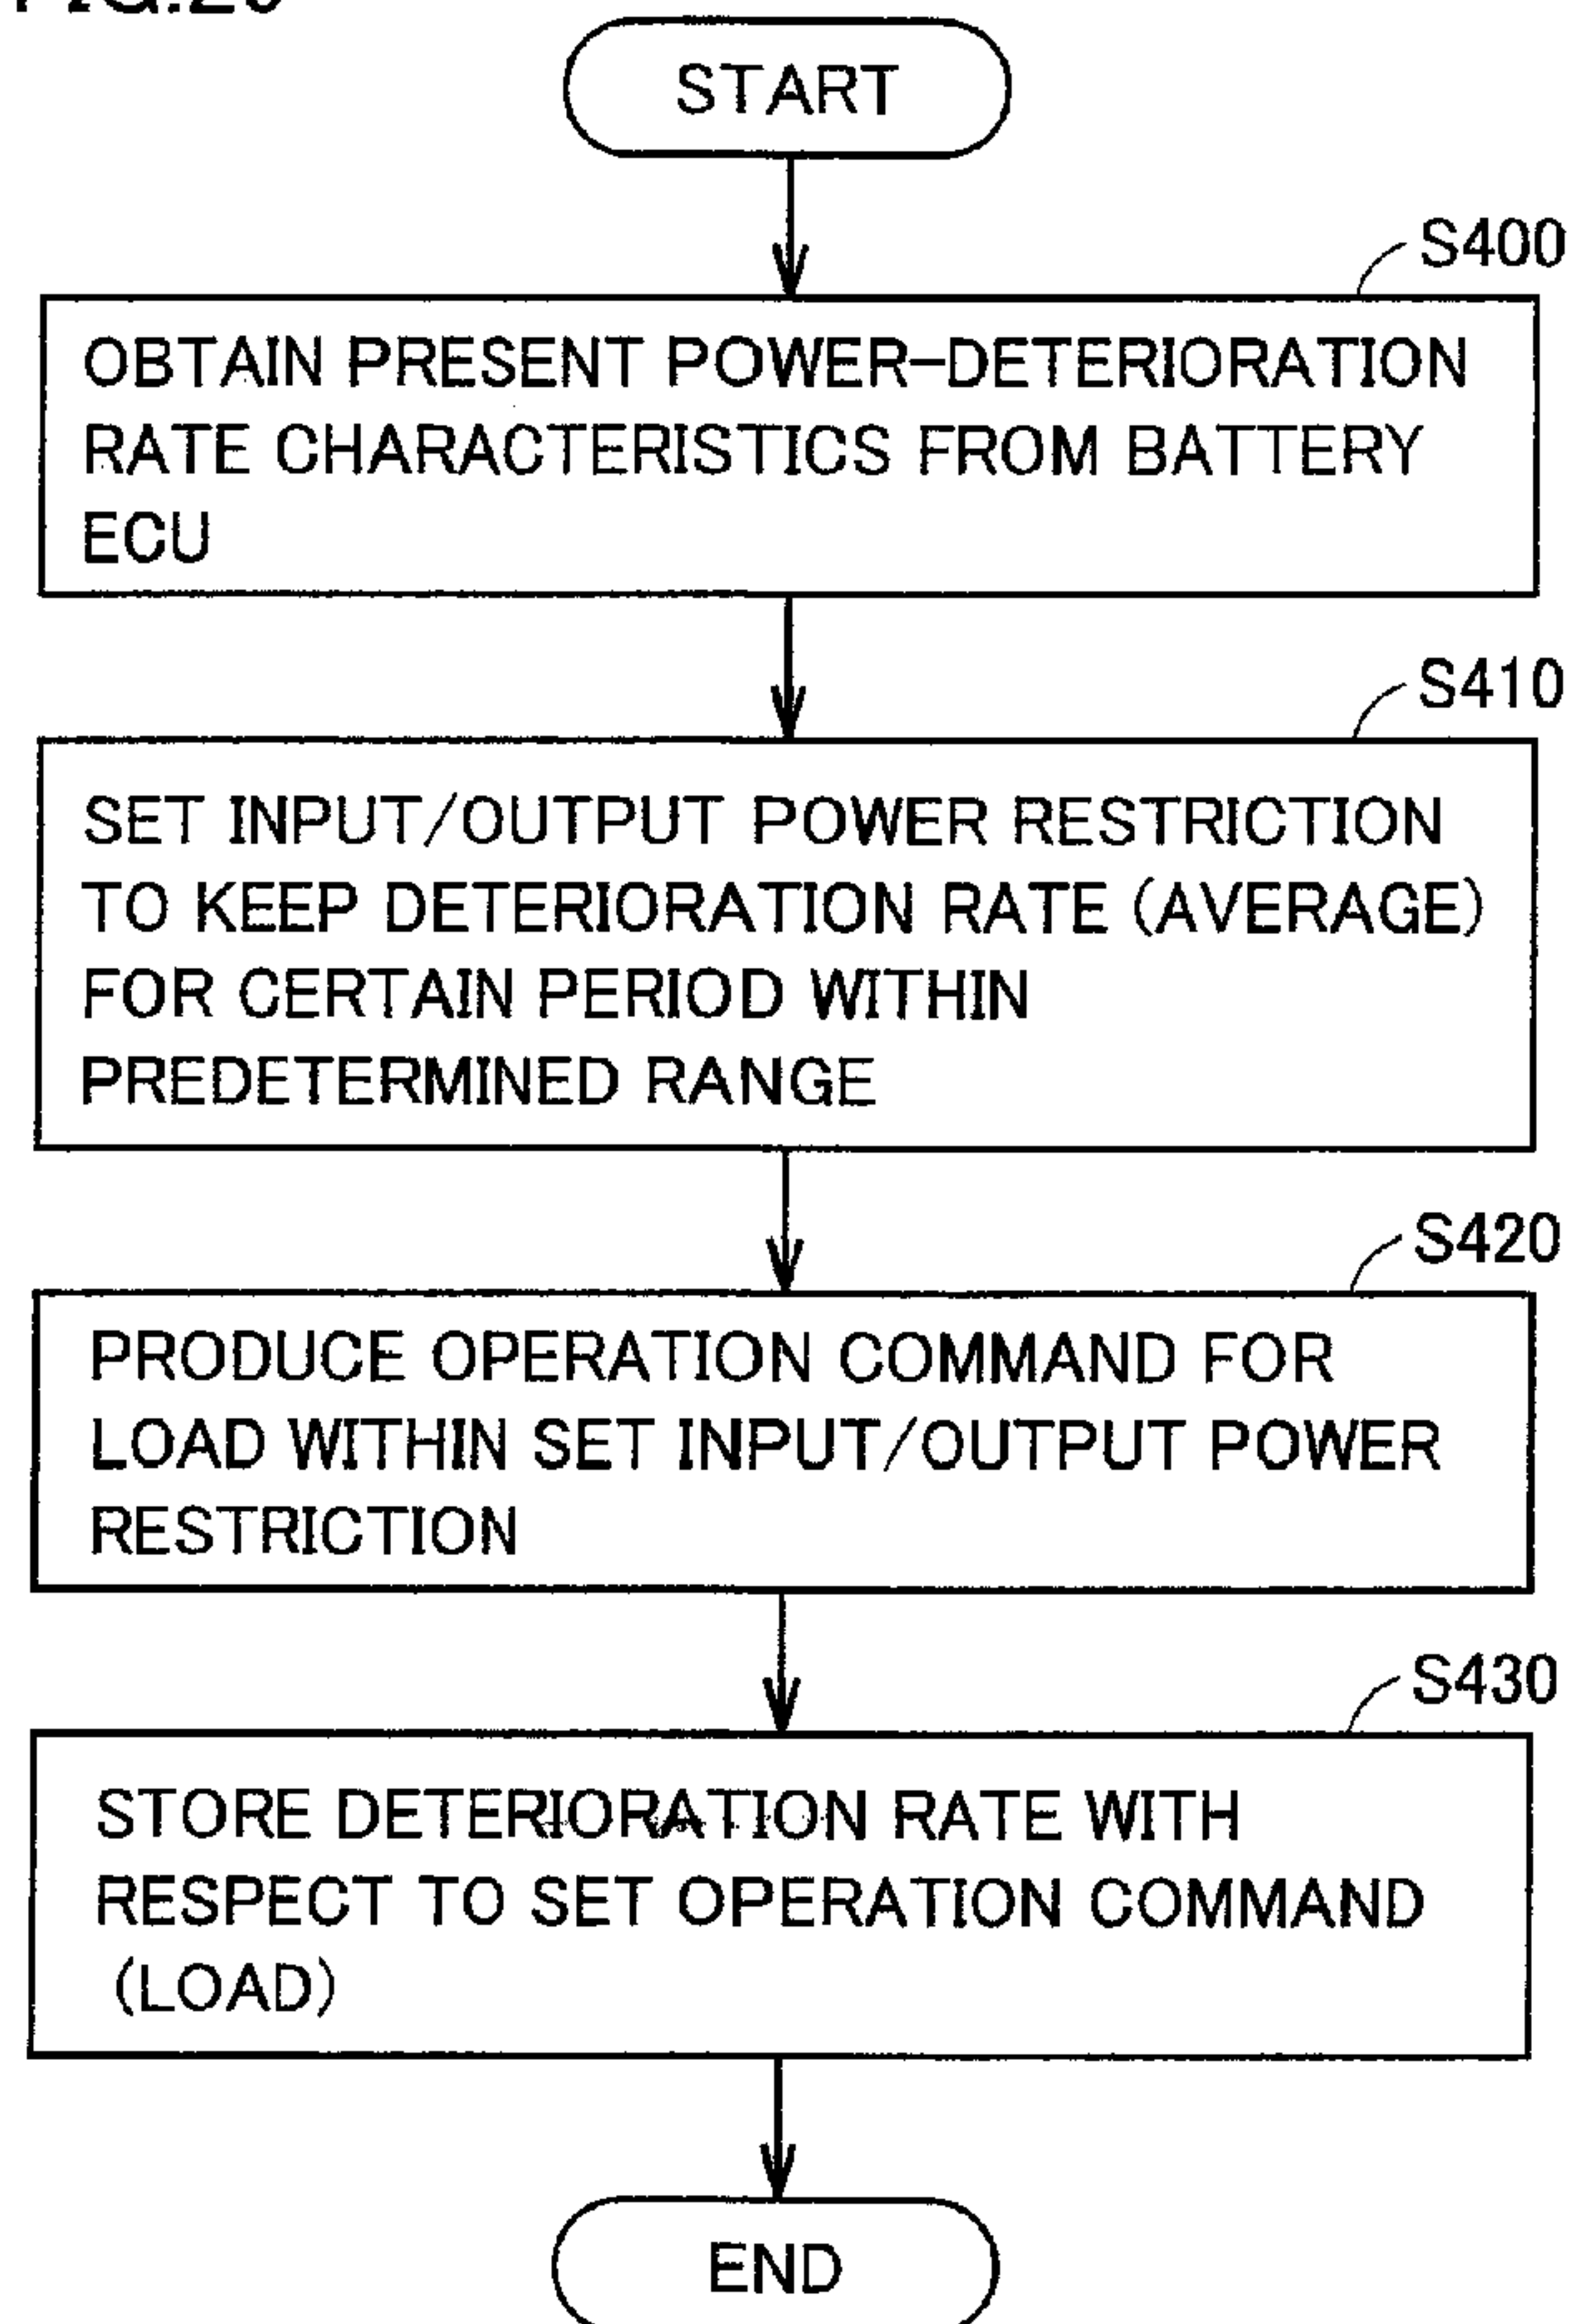 START
S400
OBTAIN PRESENT POWER-DETERIORATION
RATE CHARACTERISTICS FROM BATTERY
ECU
S410
SET INPUT/OUTPUT POWER RESTRICTION
TO KEEP DETERIORATION RATE (AVERAGE)
FOR CERTAIN PERIOD WITHIN
PREDETERMINED RANGE
S420
PRODUCE OPERATION COMMAND FOR
LOAD WITHIN SET INPUT/OUTPUT POWER
RESTRICTION
S430
STORE DETERIORATION RATE WITH
RESPECT TO SET OPERATION COMMAND
(LOAD)
END